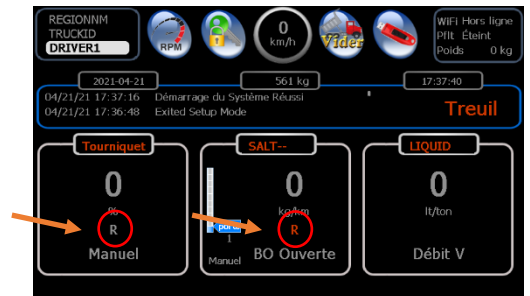 REGIONNM
TRUCKID
DRIVER1
RPM
0
km/h
Vider
WiFi Hors ligne
Pflt Éteint
Poids 0 kg
2021-04-21
561 kg
17:37:40
04/21/21 17:37:16 Démarrage du Système Réussi
04/21/21 17:36:48 Exited Setup Mode
Treuil
Tourniquet
0
%
R
Manuel
SALT--
0
kg/km
R
1
Manuel
BO Ouverte
LIQUID
0
lt/ton
Débit V